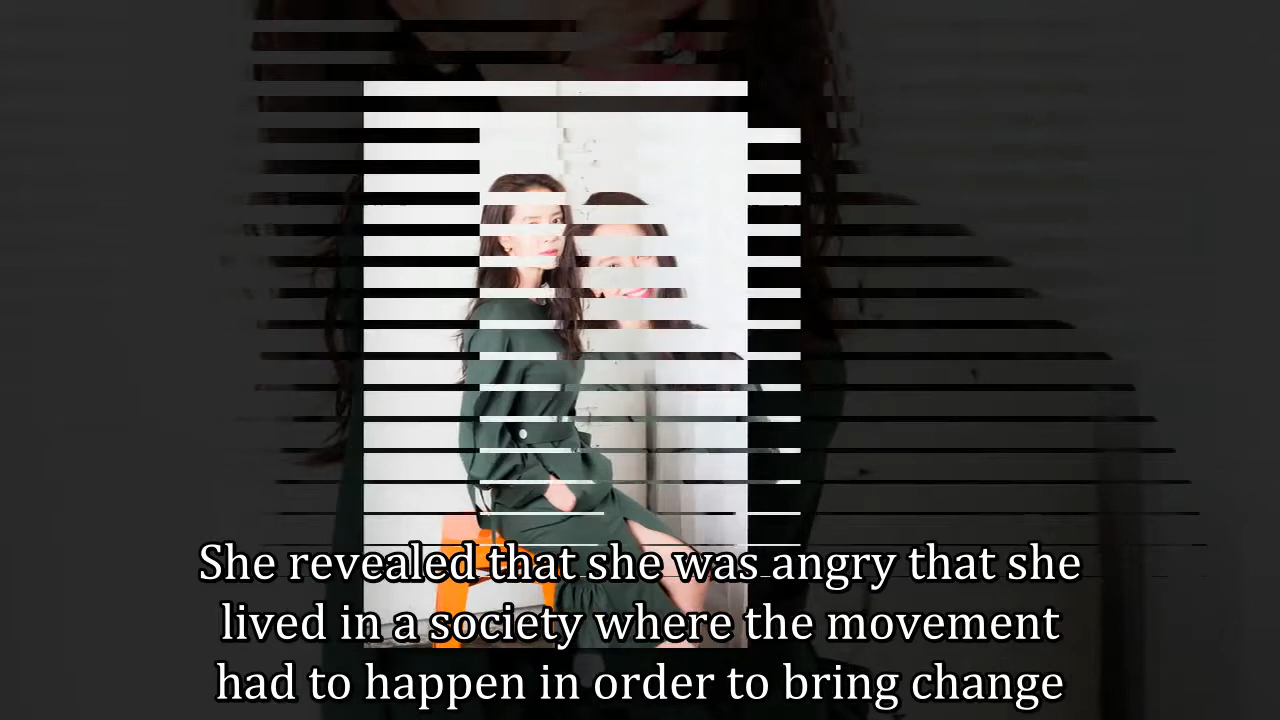 She revealed that she was angry that she
lived in a society where the movement
had to happen in order to bring change